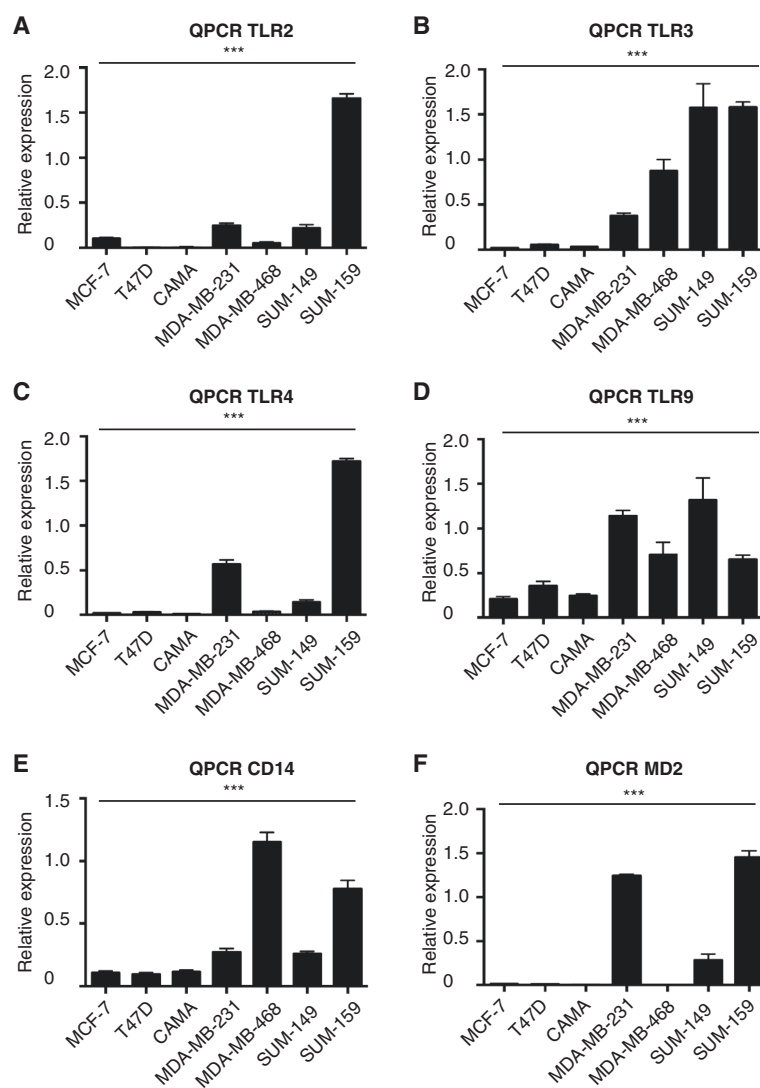 A
QPCR TLR2
***
Relative expression
2.0
1.5
1.0
0.5
0
MCF-7
T47D
CAMA
MDA-MB-231
MDA-MB-468
SUM-149
SUM-159
B
QPCR TLR3
***
Relative expression
2.0
1.5
1.0
0.5
0
MCF-7
T47D
CAMA
MDA-MB-231
MDA-MB-468
SUM-149
SUM-159
C
QPCR TLR4
***
Relative expression
2.0
1.0
0.5
0
MCF-7
T47D
CAMA
MDA-MB-231
MDA-MB-468
SUM-149
SUM-159
D
QPCR TLR9
***
Relative expression
2.0
1.5
1.0
0.5
0
MCF-7
T47D
CAMA
MDA-MB-231
MDA-MB-468
SUM-149
SUM-159
E
QPCR CD14
***
Relative expression
1.5
1.0
0.5
0
MCF-7
T47D
CAMA
MDA-MB-231
MDA-MB-468
SUM-149
SUM-159
F
QPCR MD2
***
Relative expression
2.0
1.5
1.0
0.5
0
MCF-7
T47D
CAMA
MDA-MB-231
MDA-MB-468
SUM-149
SUM-159